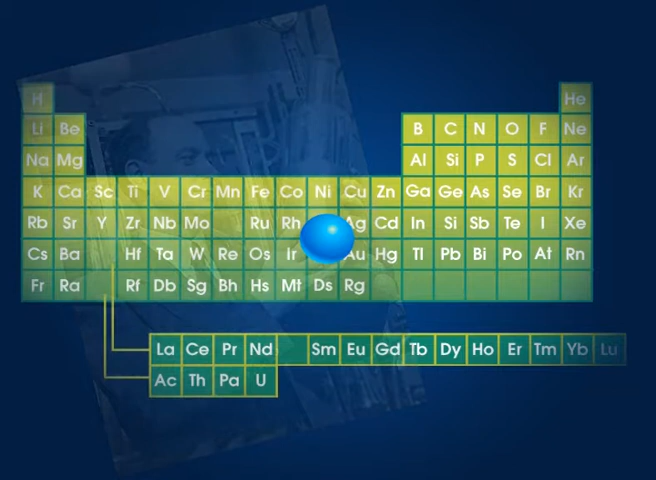 H He
Li Be B C N O F Ne
Na Mg Al Si P S Cl Ar
K Ca Sc Ti V Cr Mn Fe Co Ni Cu Zn Ga Ge As Se Br Kr
Rb Sr Y Zr Nb Mo Ru Rh Ag Cd In Si Sb Te I Xe
Cs Ba Hf Ta W Re Os Ir Au Hg Tl Pb Bi Po At Rn
Fr Ra Rf Db Sg Bh Hs Mt Ds Rg
La Ce Pr Nd Sm Eu Gd Tb Dy Ho Er Tm Yb Lu
Ac Th Pa U